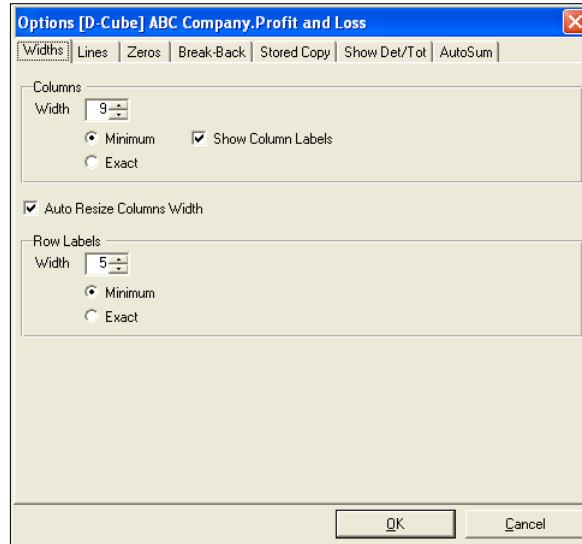 Options [D-Cube] ABC Company.Profit and Loss
Widths Lines Zeros Break-Back Stored Copy Show Det/Tot AutoSum
Columns
Width 9
Minimum Show Column Labels
Exact
Auto Resize Columns Width
Row Labels
Width 5
Minimum
Exact
OK Cancel